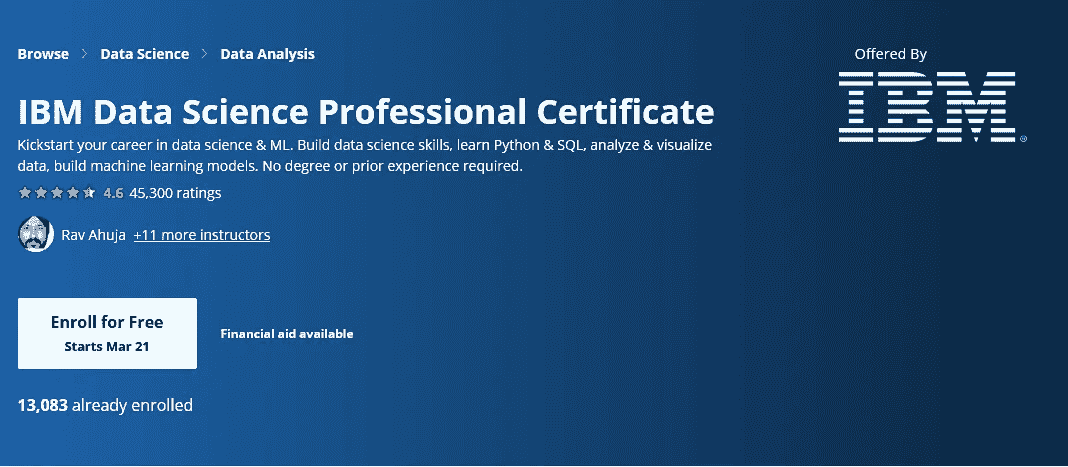 Browse > Data Science > Data Analysis
Offered By
IBM®
IBM Data Science Professional Certificate
Kickstart your career in data science & ML. Build data science skills, learn Python & SQL, analyze & visualize
data, build machine learning models. No degree or prior experience required.
4.6 45,300 ratings
Rav Ahuja +11 more instructors
Enroll for Free
Starts Mar 21
Financial aid available
13,083 already enrolled